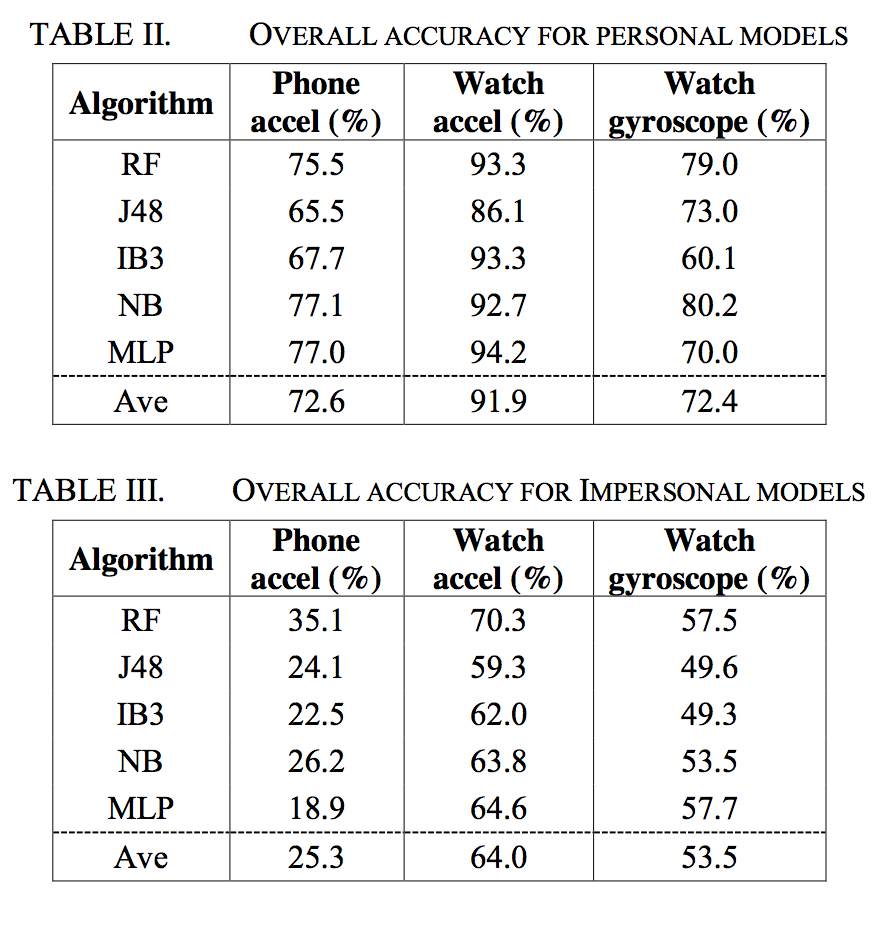 TABLE II. OVERALL ACCURACY FOR PERSONAL MODELS
Algorithm Phone accel (%) Watch accel (%) Watch gyroscope (%)
RF 75.5 93.3 79.0
J48 65.5 86.1 73.0
IB3 67.7 93.3 60.1
NB 77.1 92.7 80.2
MLP 77.0 94.2 70.0
Ave 72.6 91.9 72.4
TABLE III. OVERALL ACCURACY FOR IMPERSONAL MODELS
Algorithm Phone accel (%) Watch accel (%) Watch gyroscope (%)
RF 35.1 70.3 57.5
J48 24.1 59.3 49.6
IB3 22.5 62.0 49.3
NB 26.2 63.8 53.5
MLP 18.9 64.6 57.7
Ave 25.3 64.0 53.5